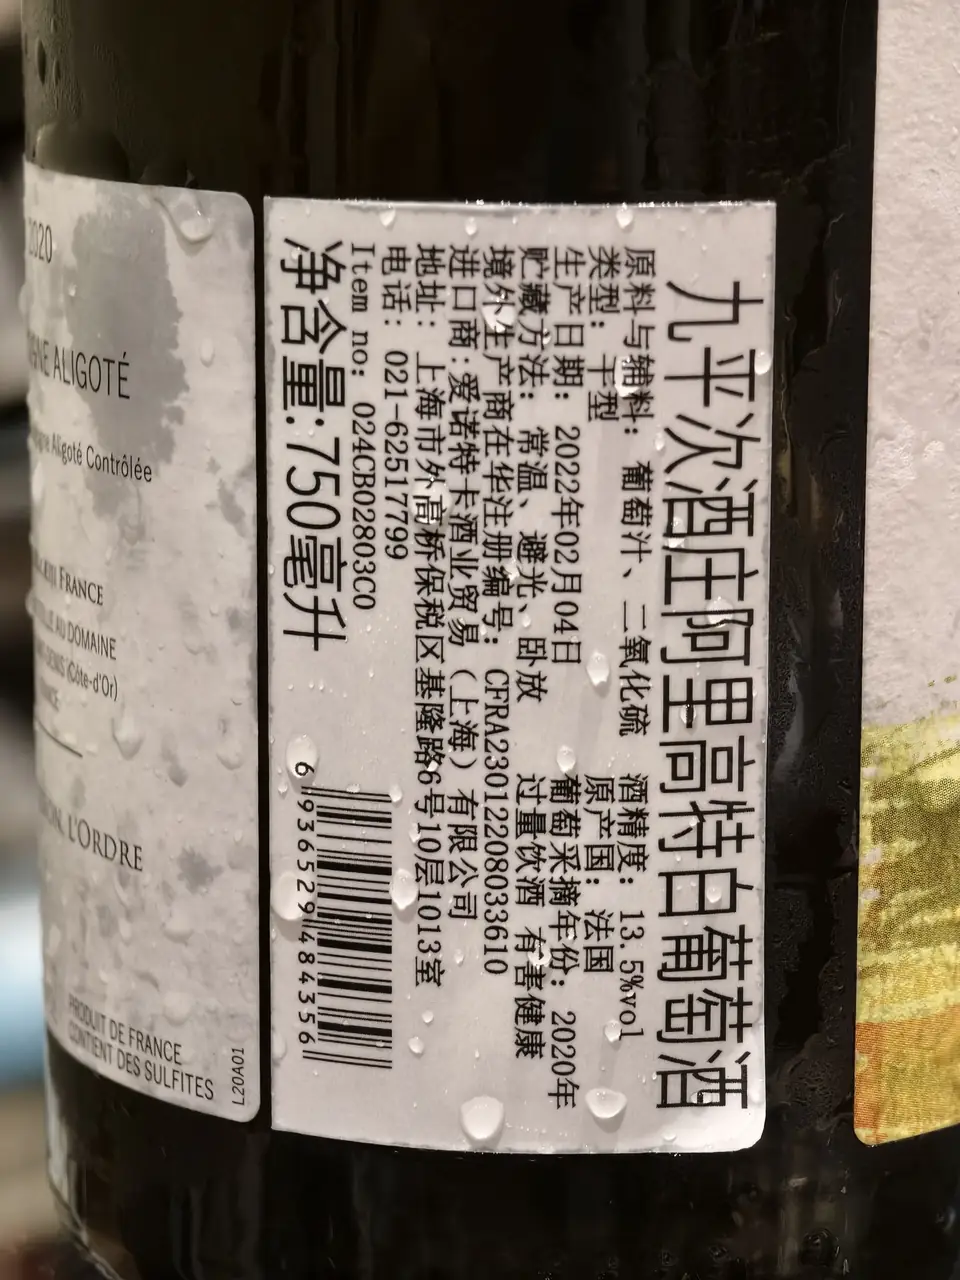 九平次酒庄阿里高特白葡萄酒
原料与辅料: 葡萄汁、二氧化硫 酒精度: 13.5%vol
类型: 干型 原产国: 法国
生产日期: 2022年02月04日 葡萄采摘年份: 2020年
贮藏方法: 常温、避光、卧放 过量饮酒 有害健康
境外生产商在华注册编号: CFRA23012208033610
进口商:爱诺特卡酒业贸易（上海）有限公司
地址: 上海市外高桥保税区基隆路6号10层1013室
电话: 021-62517799
Item no: 024CB02803C0
净含量:750毫升
6 936529 484356
2020
ALIGOTÉ
Aligoté Contrôlée
FRANCE
AU DOMAINE
(Côte-d'Or)
L'ORDRE
PRODUIT DE FRANCE
CONTIENT DES SULFITES
L20A01